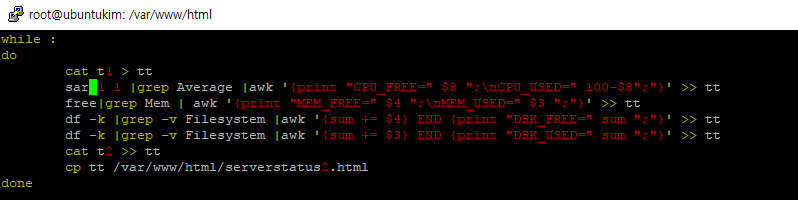 root@ubuntukim: /var/www/html
while :
do
cat t1 > tt
sar 1 1 |grep Average |awk '{print "CPU_FREE=" $8 ";\nCPU_USED=" 100-$8";"}' >> tt
free|grep Mem | awk '{print "MEM_FREE=" $4 ";\nMEM_USED=" $3 ";"}' >> tt
df -k |grep -v Filesystem |awk '{sum += $4} END {print "DSK_FREE=" sum ";"}' >> tt
df -k |grep -v Filesystem |awk '{sum += $3} END {print "DSK_USED=" sum ";"}' >> tt
cat t2 >> tt
cp tt /var/www/html/serverstatus2.html
done